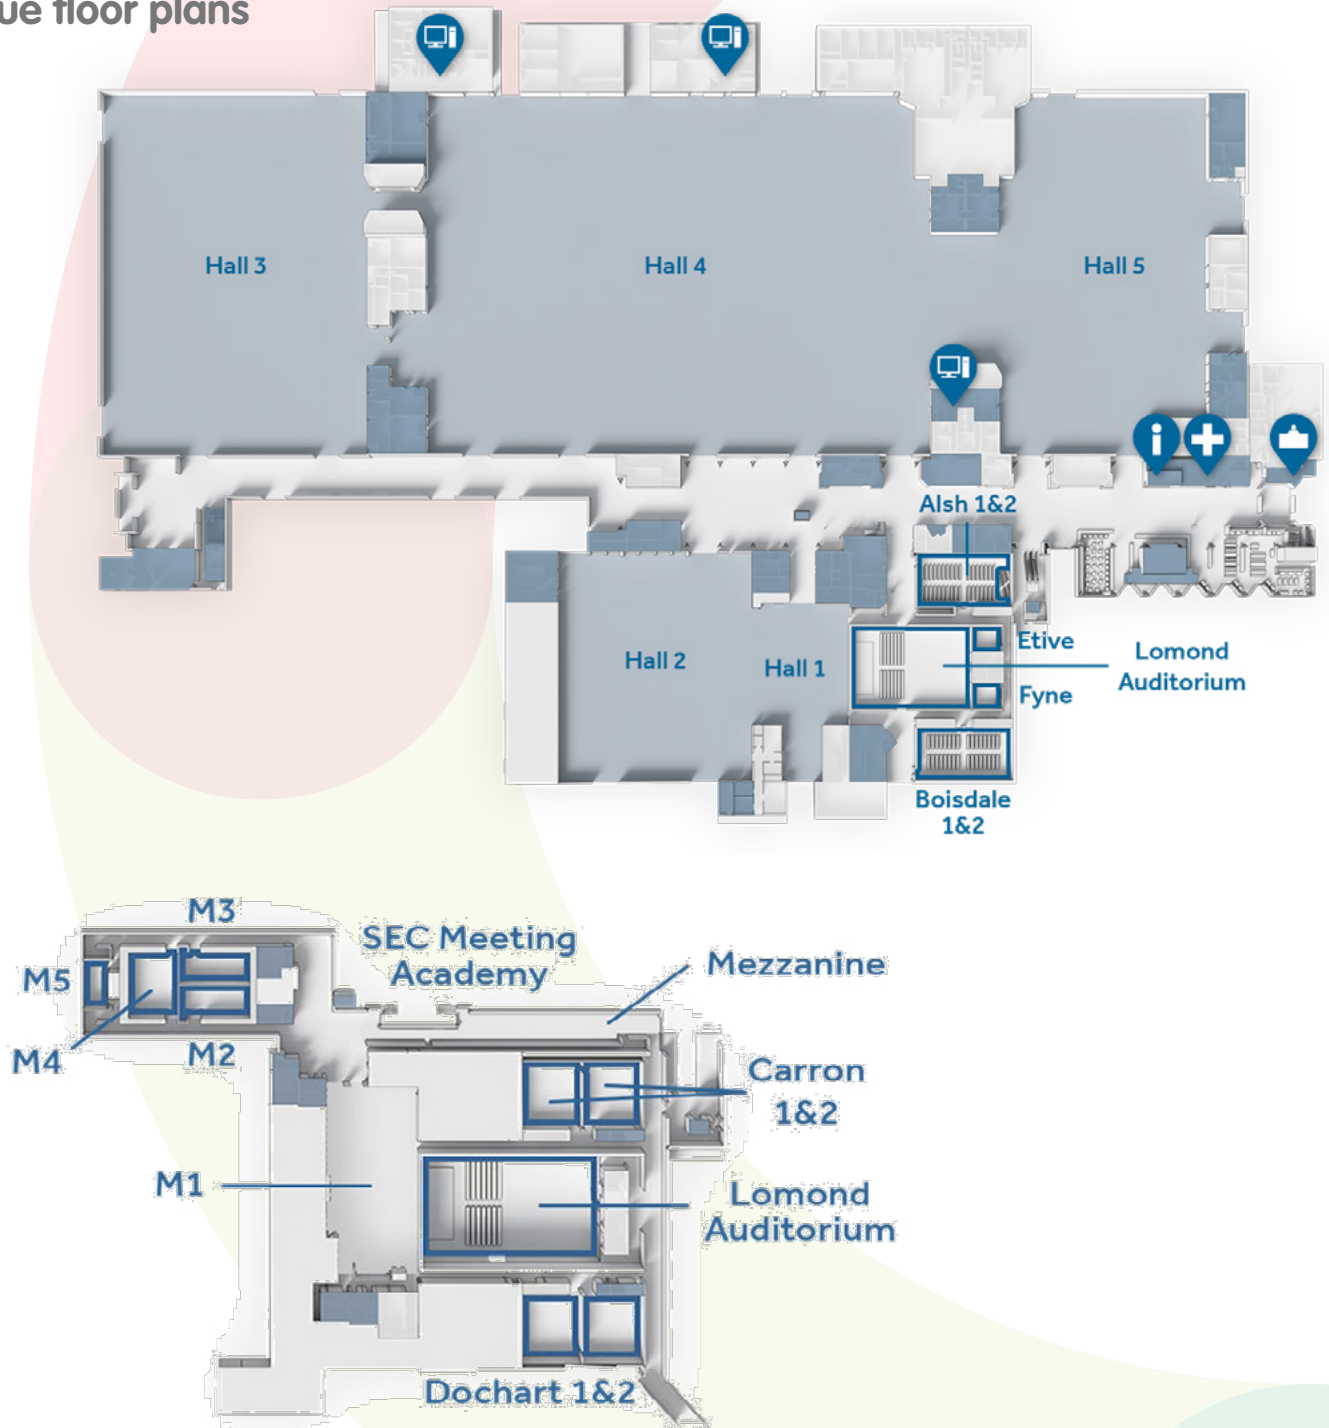 ue floor plans
Hall 3
Hall 4
Hall 5
Alsh 1&2
Etive
Lomond
Auditorium
Hall 2
Hall 1
Fyne
Boisdale
1&2
M3
SEC Meeting
Academy
Mezzanine
M5
M4
M2
Carron
1&2
M1
Lomond
Auditorium
Dochart 1&2